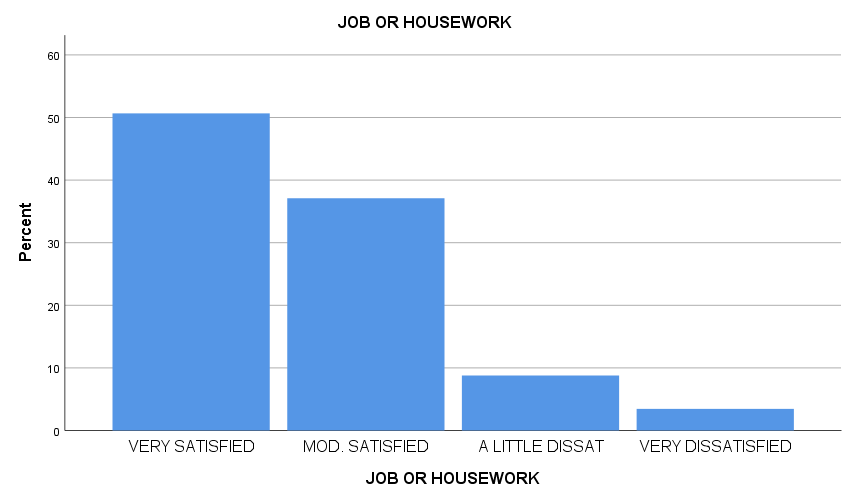 JOB OR HOUSEWORK
60
50
40
30
20
10
0
Percent
VERY SATISFIED MOD. SATISFIED A LITTLE DISSAT VERY DISSATISFIED
JOB OR HOUSEWORK